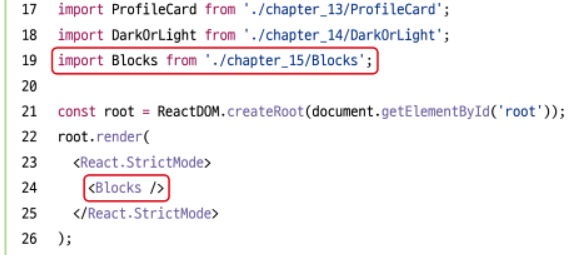 17 import ProfileCard from './chapter_13/ProfileCard';
18 import DarkOrLight from './chapter_14/DarkOrLight';
19 import Blocks from './chapter_15/Blocks';
20
21 const root = ReactDOM.createRoot(document.getElementById('root'));
22 root.render(
23   <React.StrictMode>
24     <Blocks />
25   </React.StrictMode>
26 );